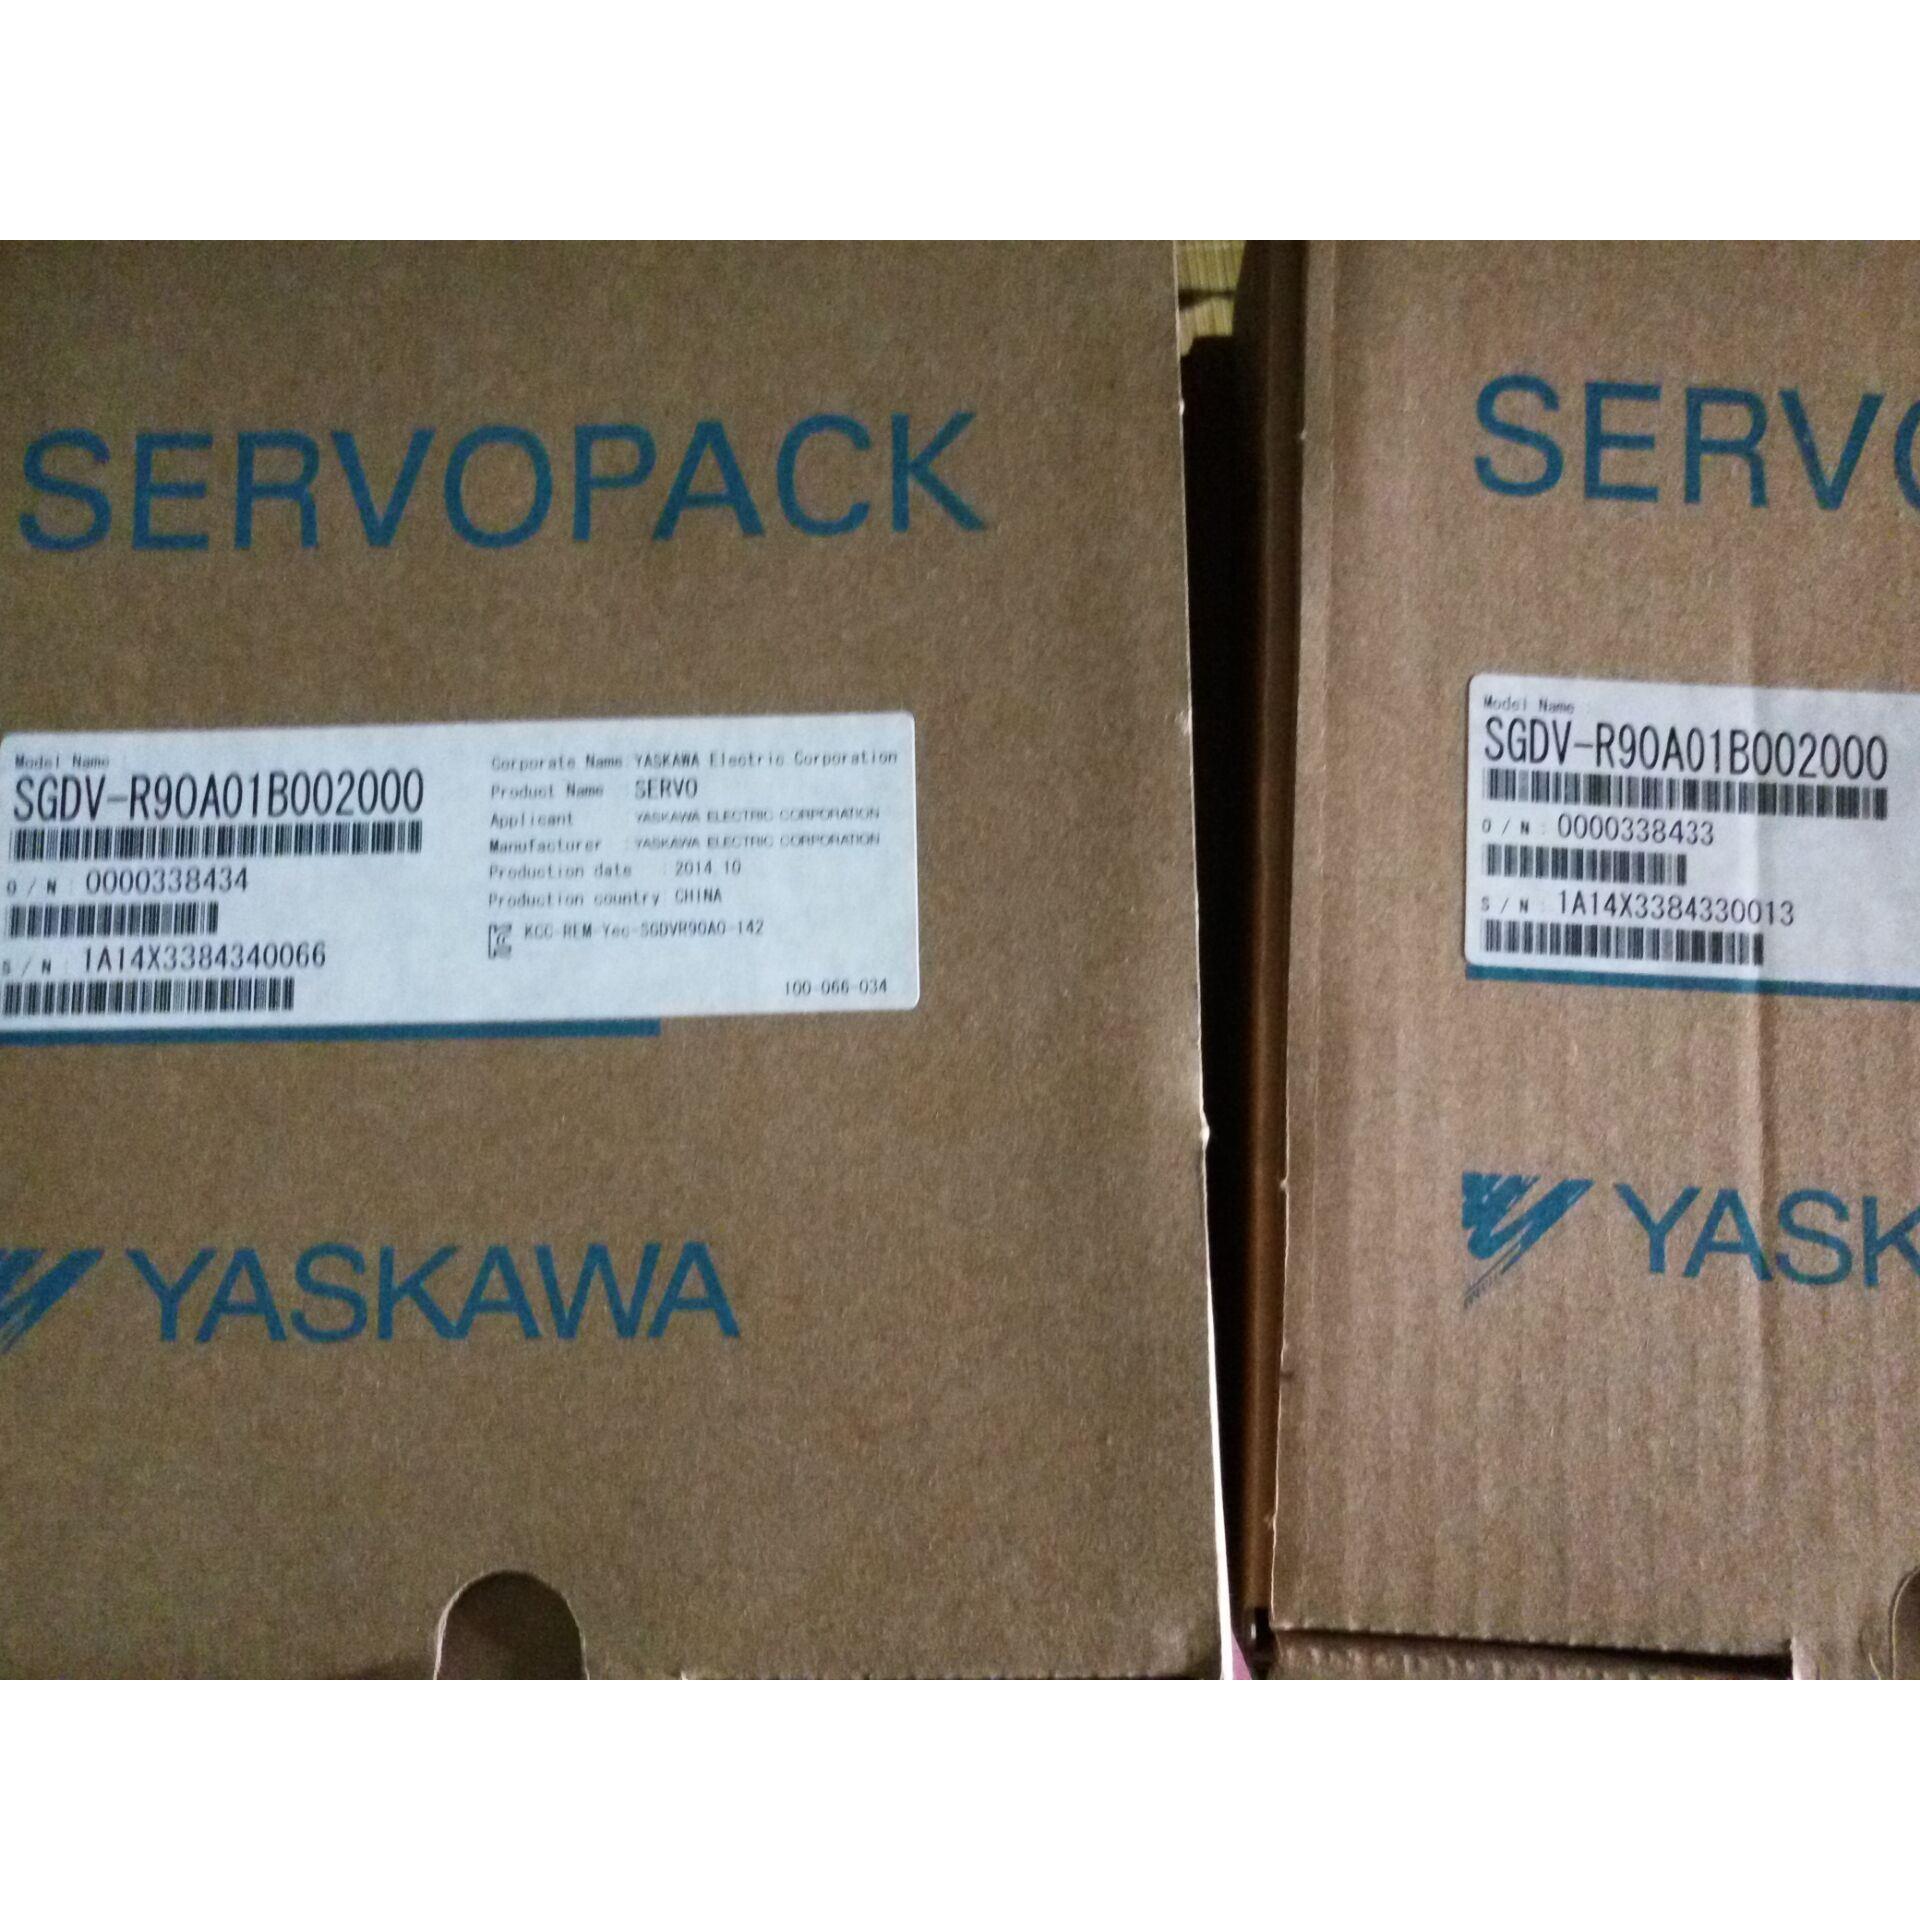 SERVOPACK
Model Name
SGDV-R90A01B002000
O / N : 0000338434
S / N : 1A14X3384340066
Corporate Name : YASKAWA Electric Corporation
Product Name : SERVO
Applicant : YASKAWA ELECTRIC CORPORATION
Manufacturer : YASKAWA ELECTRIC CORPORATION
Production date : 2014.10
Production country : CHINA
KCC-REM-Yec-SGDVR90A0-142
100-066-034
YASKAWA
SERVO
Model Name
SGDV-R90A01B002000
O / N : 0000338433
S / N : 1A14X3384330013
YASK